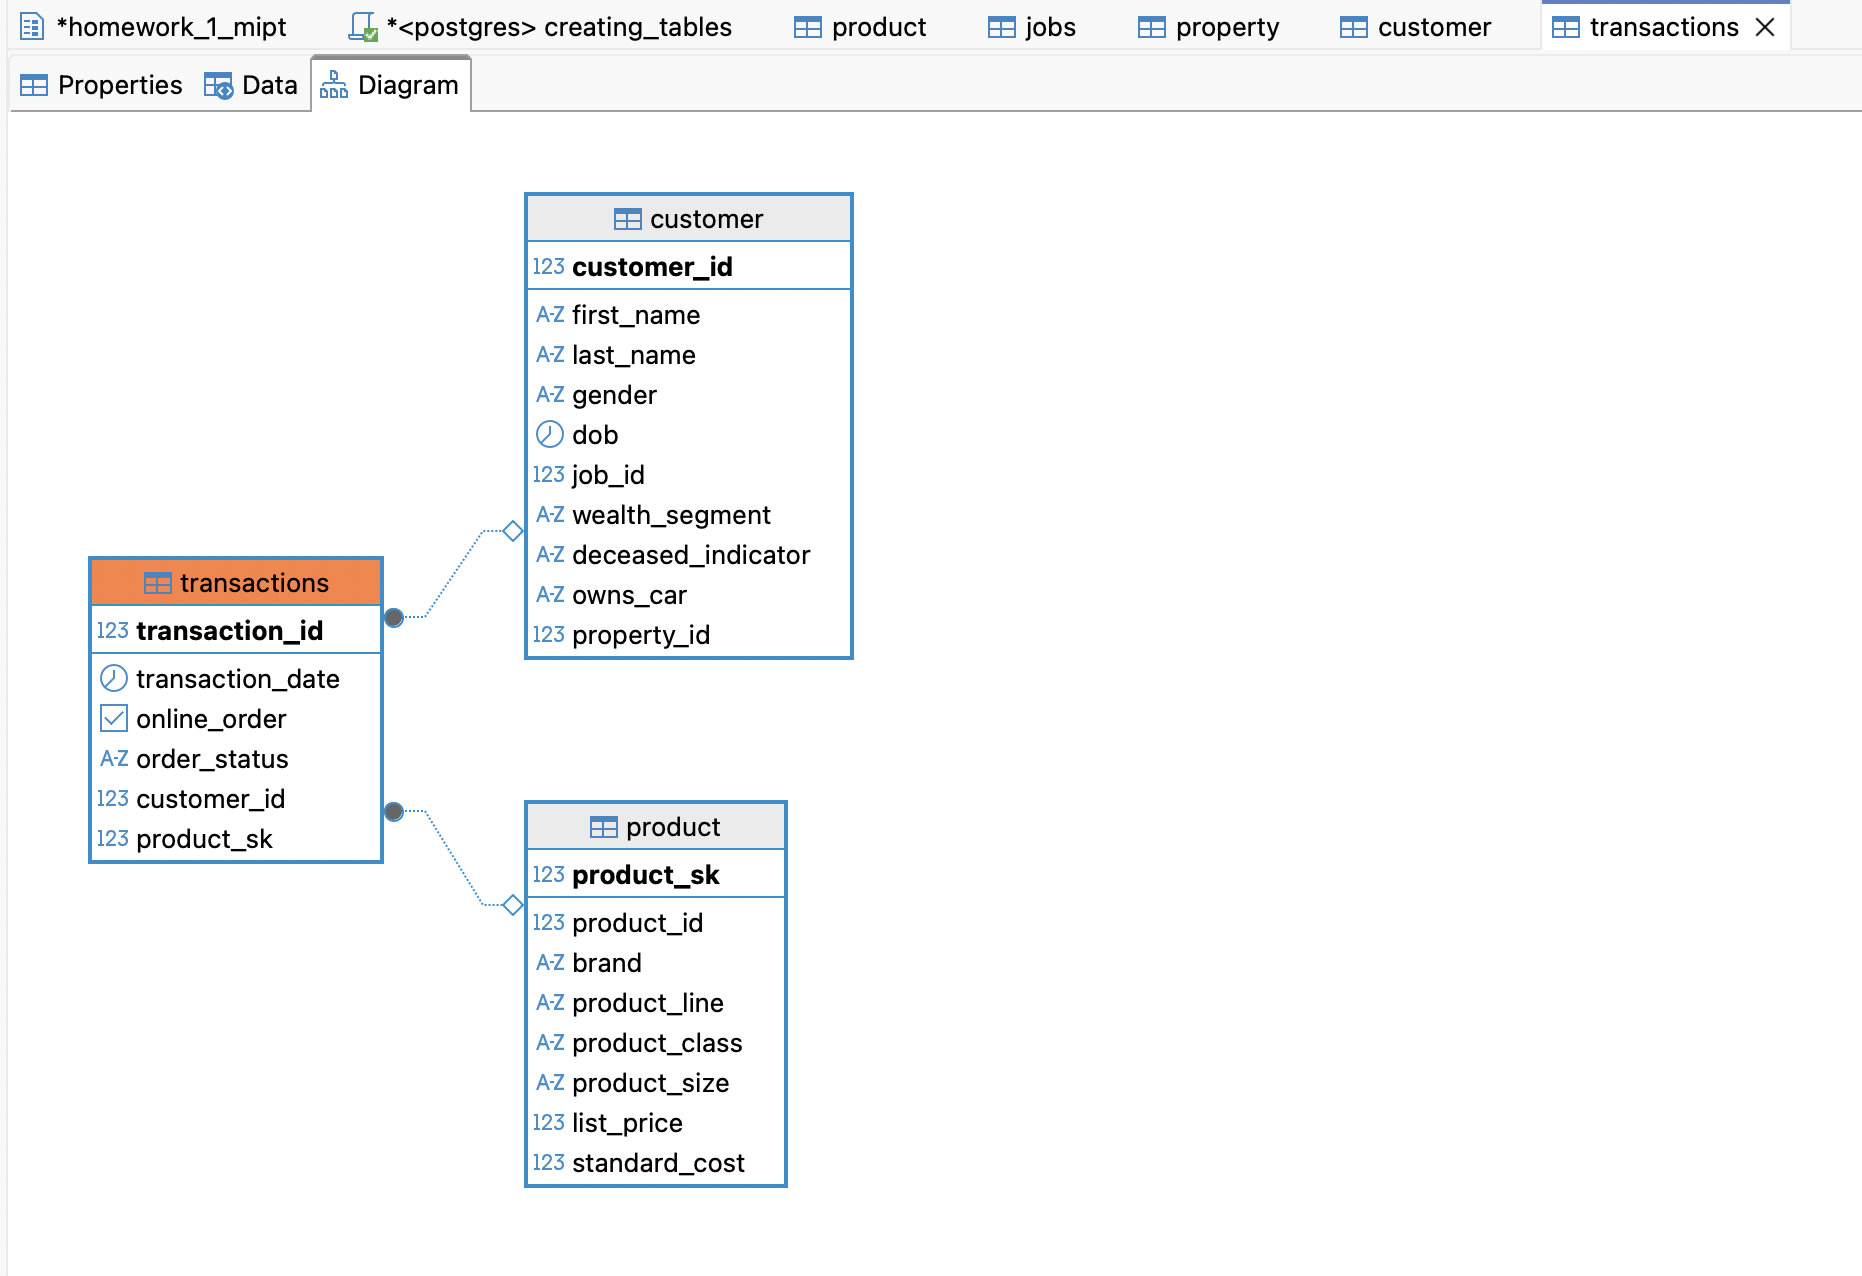 *homework_1_mipt
*<postgres> creating_tables
product
jobs
property
customer
transactions
Properties
Data
Diagram
customer
123 customer_id
A-Z first_name
A-Z last_name
A-Z gender
dob
123 job_id
A-Z wealth_segment
A-Z deceased_indicator
A-Z owns_car
123 property_id
transactions
123 transaction_id
transaction_date
online_order
A-Z order_status
123 customer_id
123 product_sk
product
123 product_sk
123 product_id
A-Z brand
A-Z product_line
A-Z product_class
A-Z product_size
123 list_price
123 standard_cost